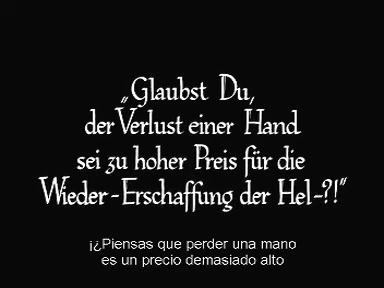 „Glaubst Du,
der Verlust einer Hand
sei zu hoher Preis für die
Wieder-Erschaffung der Hel-?!"
¡¿Piensas que perder una mano
es un precio demasiado alto